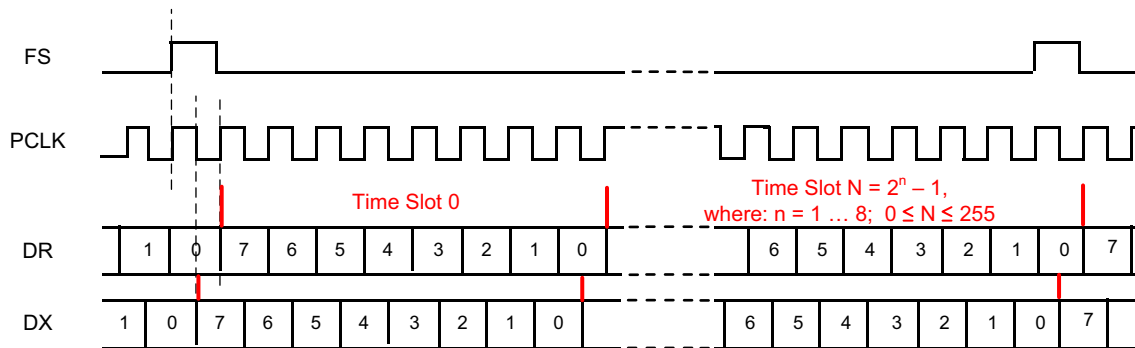 FS
PCLK
Time Slot 0
Time Slot N = 2ⁿ – 1,
where: n = 1 … 8; 0 ≤ N ≤ 255
DR 1 0 7 6 5 4 3 2 1 0 6 5 4 3 2 1 0 7
DX 1 0 7 6 5 4 3 2 1 0 6 5 4 3 2 1 0 7